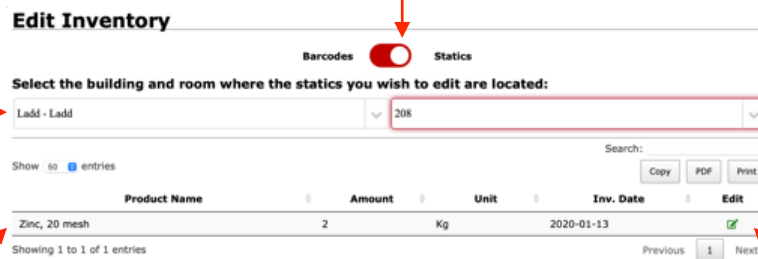 Edit Inventory
Barcodes Statics
Select the building and room where the statics you wish to edit are located:
Ladd - Ladd 208
Search:
Show 50 entries
Copy PDF Print
Product Name Amount Unit Inv. Date Edit
Zinc, 20 mesh 2 Kg 2020-01-13
Showing 1 to 1 of 1 entries
Previous 1 Next